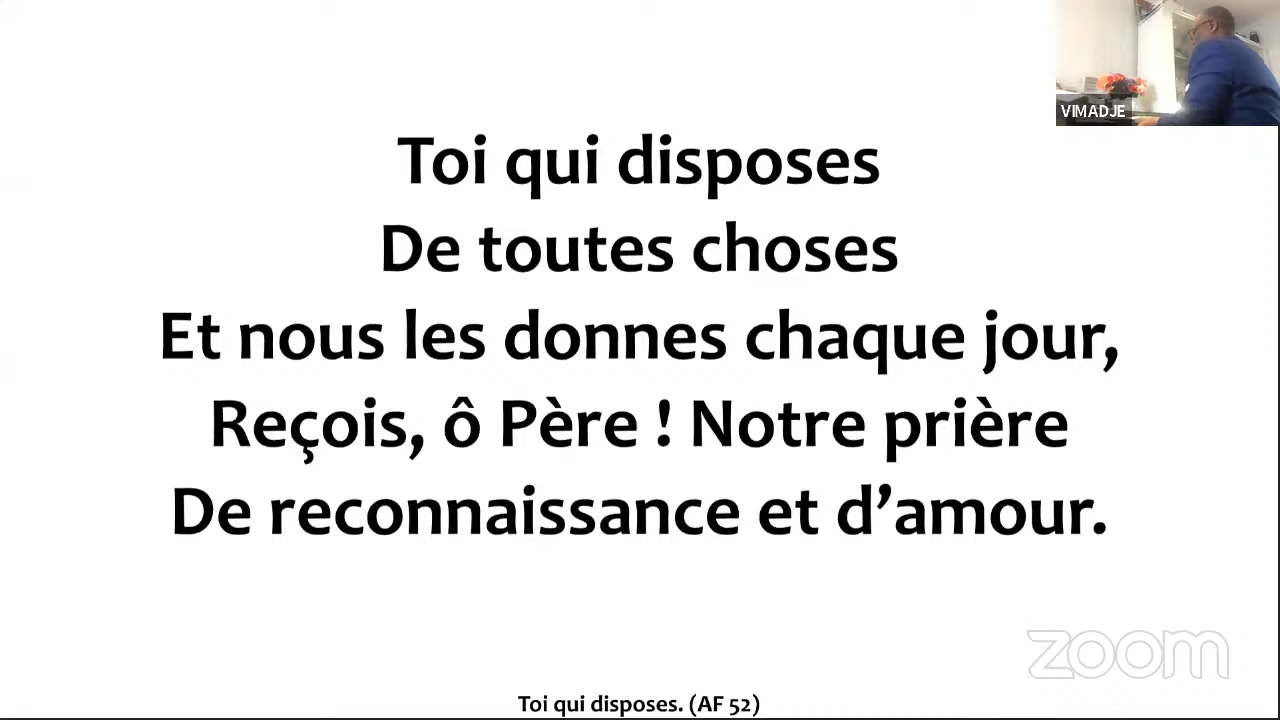 VIMADJE
Toi qui disposes
De toutes choses
Et nous les donnes chaque jour,
Reçois, ô Père ! Notre prière
De reconnaissance et d’amour.
zoom
Toi qui disposes. (AF 52)